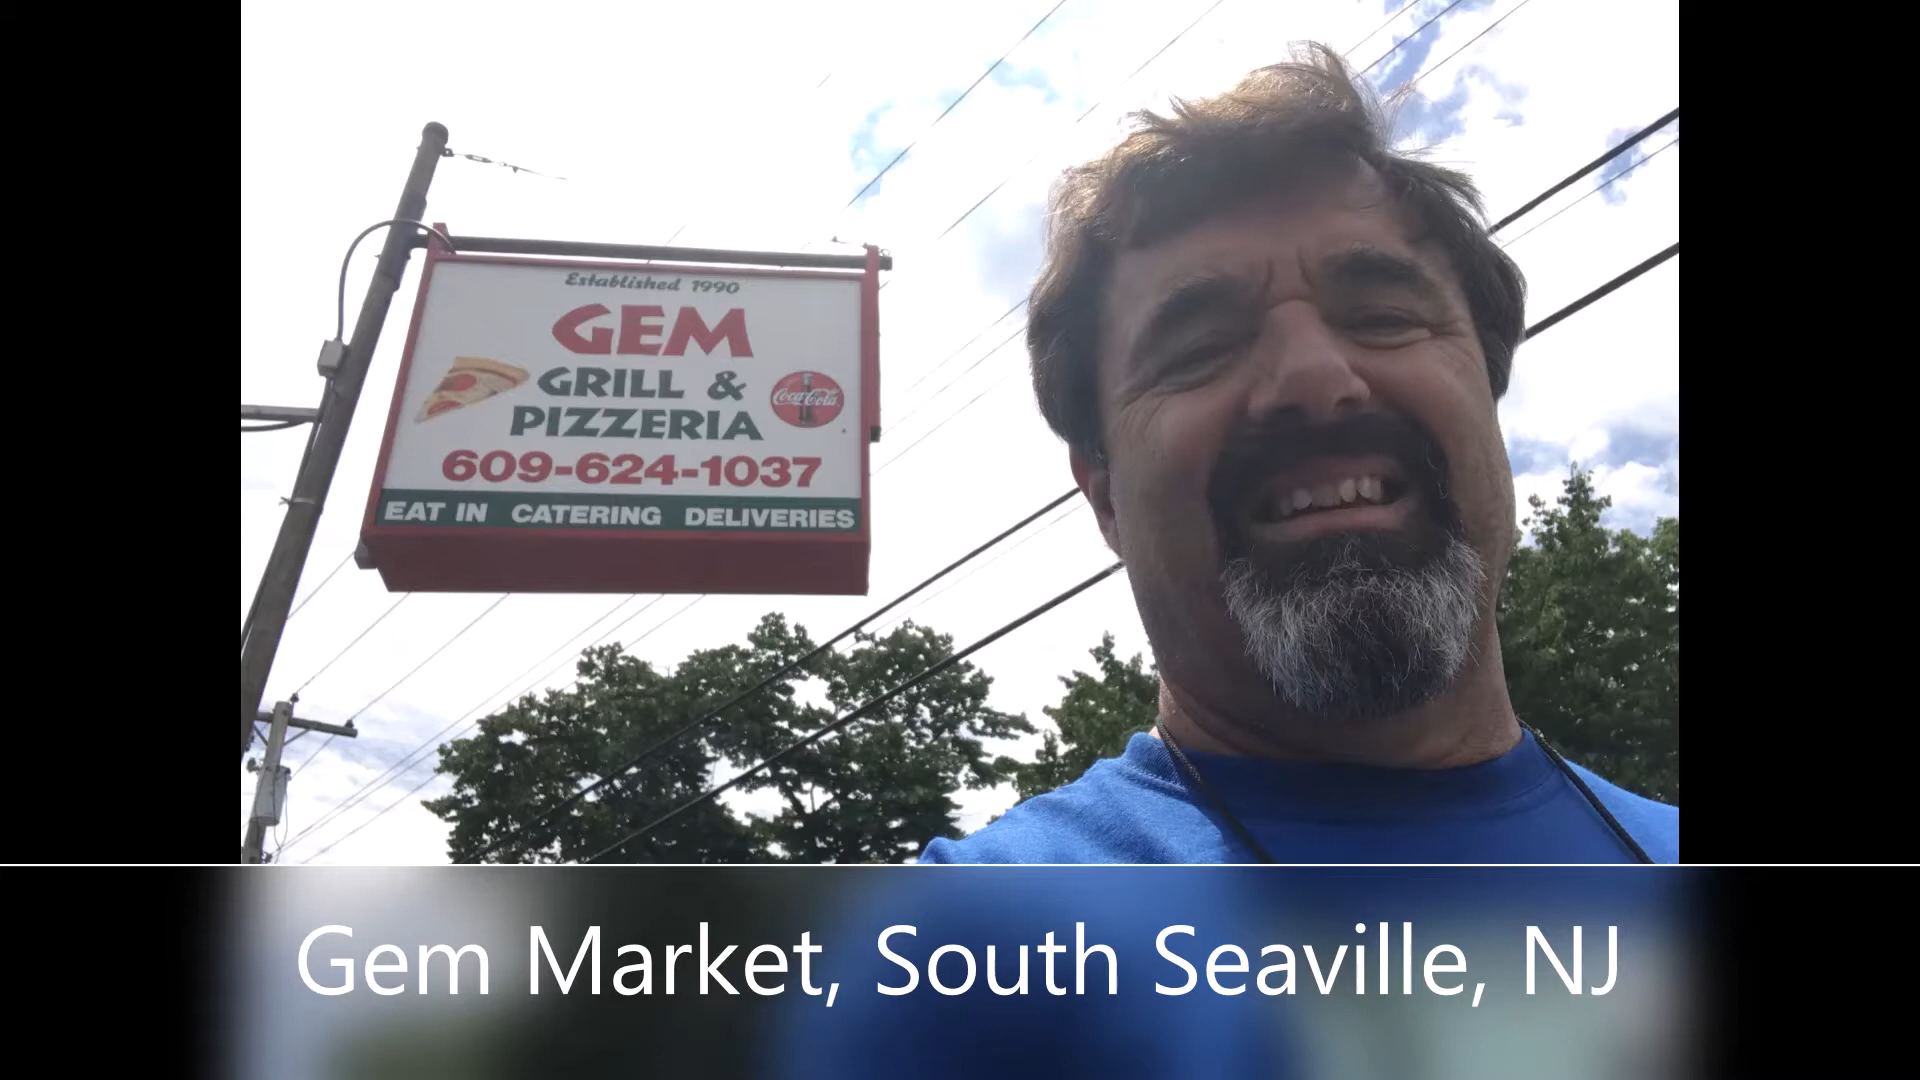 Established 1990
GEM
GRILL &
PIZZERIA
Coca-Cola
609-624-1037
EAT IN CATERING DELIVERIES
Gem Market, South Seaville, NJ